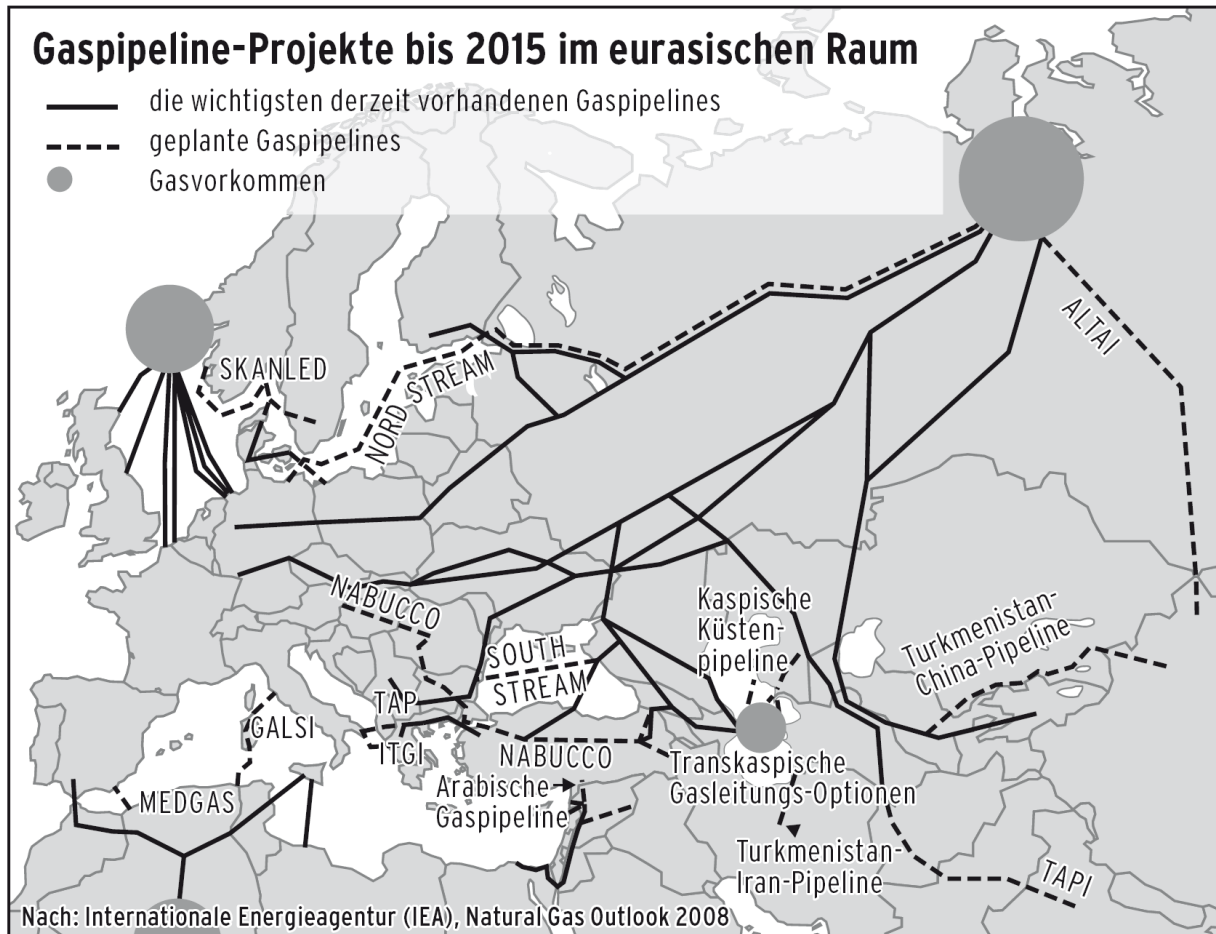 Gaspipeline-Projekte bis 2015 im eurasischen Raum
die wichtigsten derzeit vorhandenen Gaspipelines
geplante Gaspipelines
Gasvorkommen
ALTAI
SKANLED
NORD STREAM
NABUCCO
Kaspische
Küsten-
pipeline
Turkmenistan-
China-Pipeline
SOUTH
STREAM
TAP
GALSI
ITGI
NABUCCO
Transkaspische
Gasleitungs-Optionen
Arabische
Gaspipeline
MEDGAS
Turkmenistan-
Iran-Pipeline
TAPI
Nach: Internationale Energieagentur (IEA), Natural Gas Outlook 2008